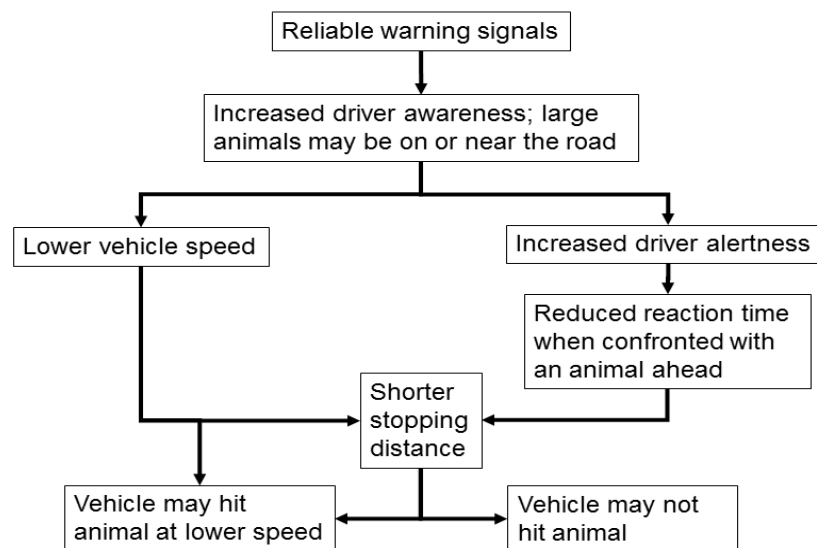 Reliable warning signals
Increased driver awareness; large
animals may be on or near the road
Lower vehicle speed
Increased driver alertness
Reduced reaction time
when confronted with
an animal ahead
Shorter
stopping
distance
Vehicle may hit
animal at lower speed
Vehicle may not
hit animal